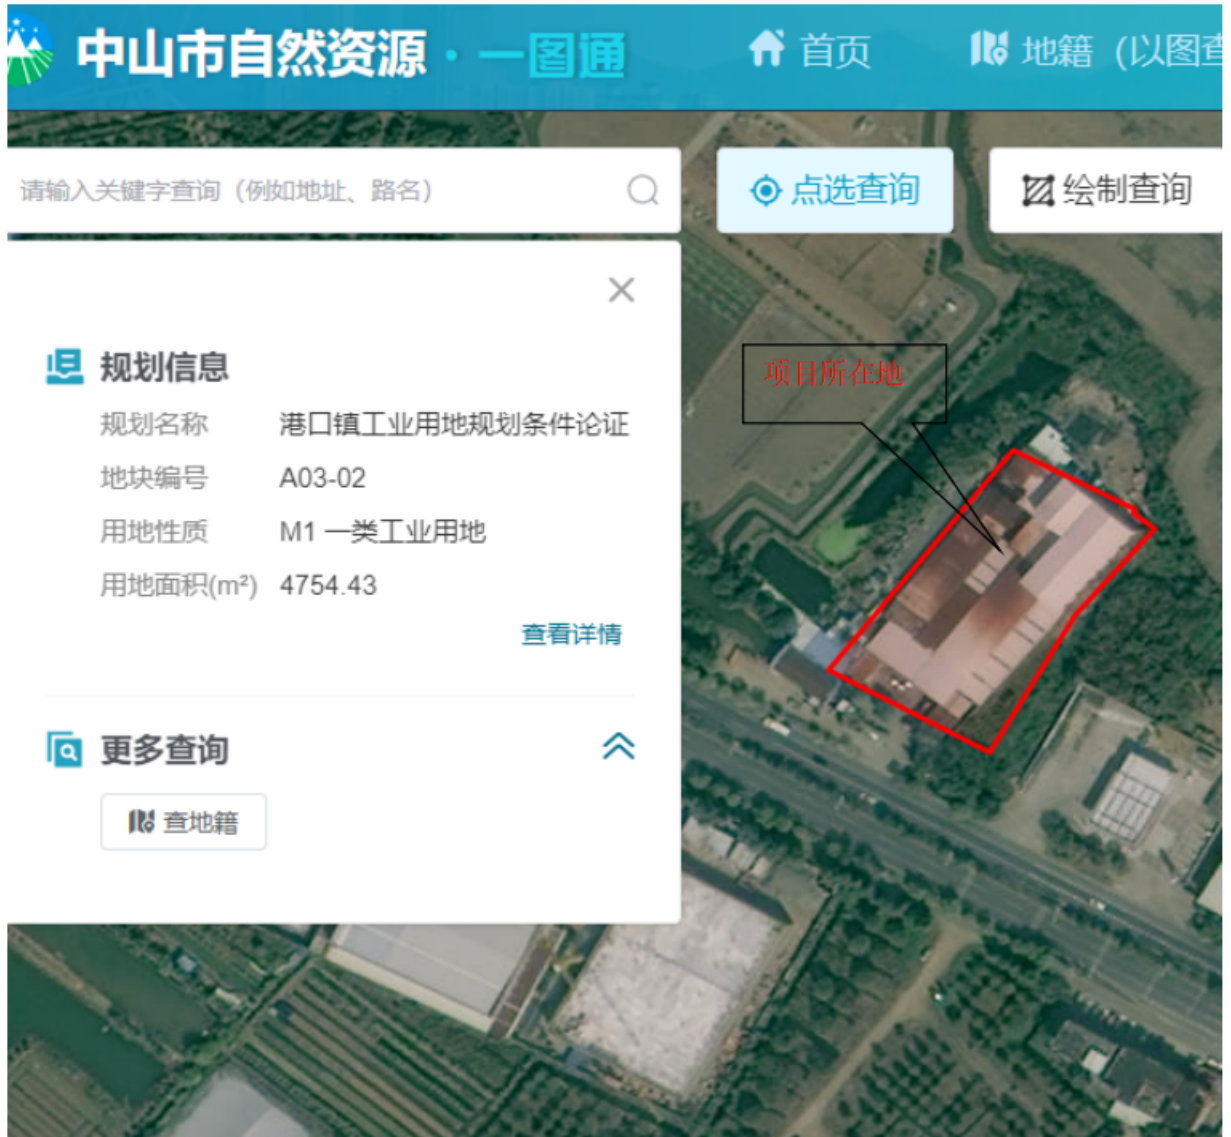 中山市自然资源·一图通
首页
地籍（以图查
请输入关键字查询（例如地址、路名）
点选查询
绘制查询
规划信息
规划名称 港口镇工业用地规划条件论证
地块编号 A03-02
用地性质 M1 一类工业用地
用地面积(m²) 4754.43
查看详情
更多查询
查地籍
项目所在地